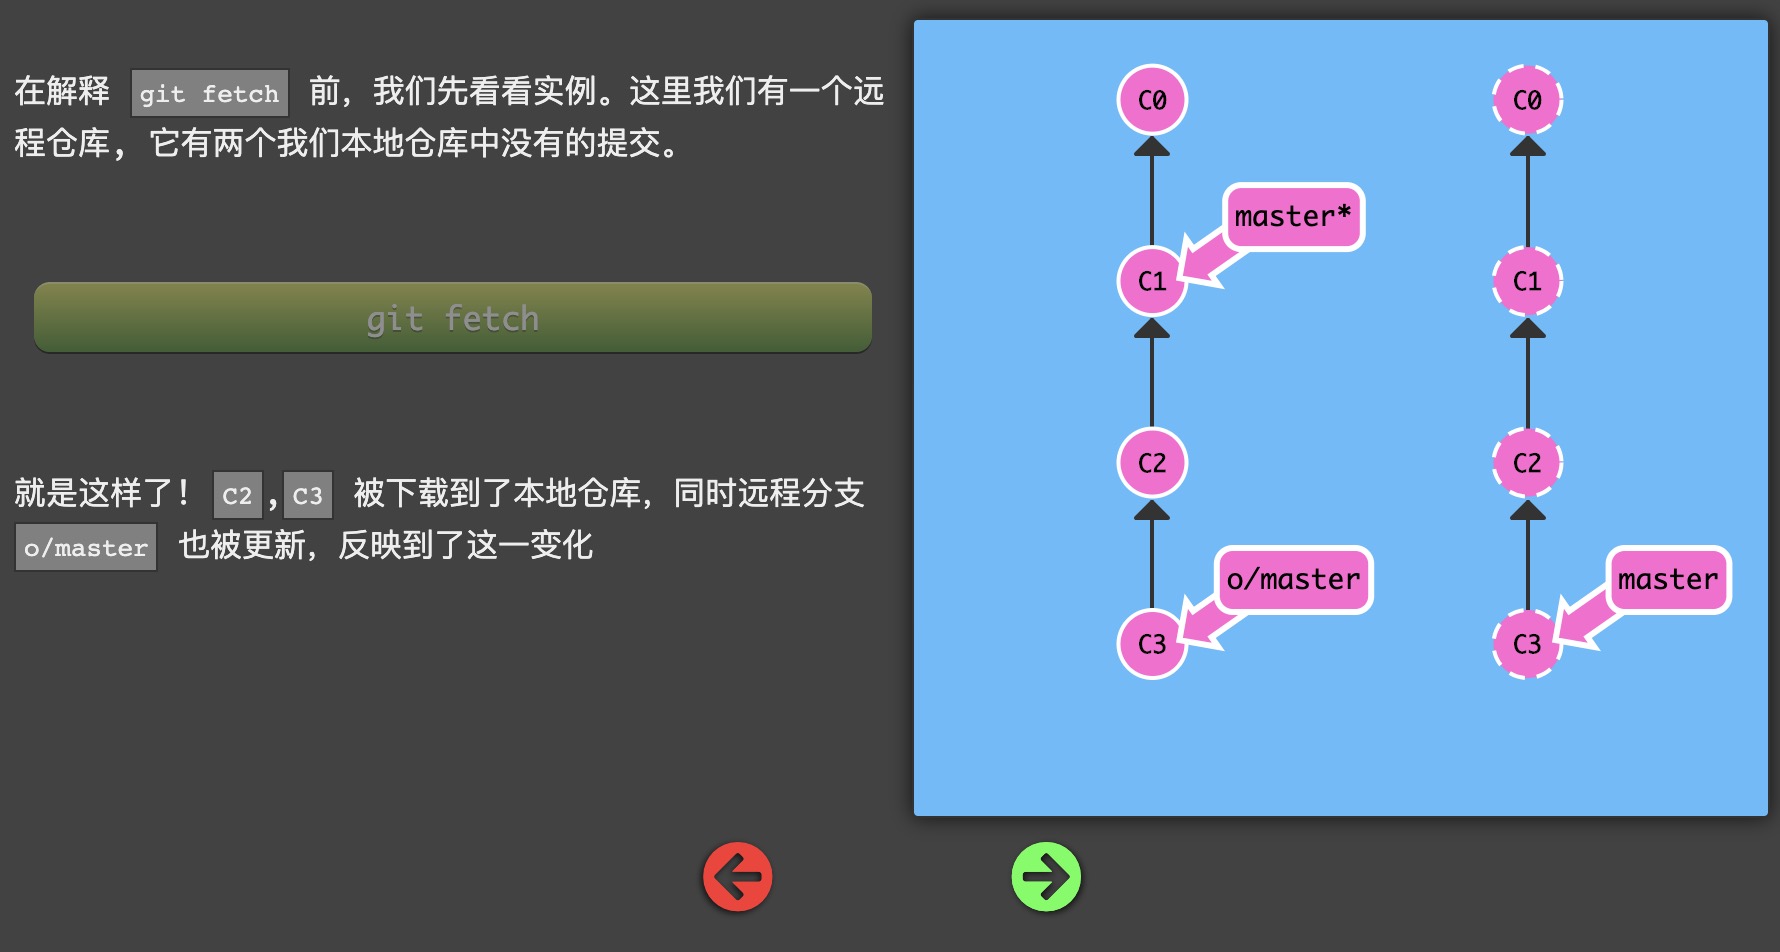 在解释 git fetch 前，我们先看看实例。这里我们有一个远
程仓库, 它有两个我们本地仓库中没有的提交。
git fetch
就是这样了! C2,C3 被下载到了本地仓库，同时远程分支
o/master 也被更新，反映到了这一变化
C0
C0
master*
C1
C1
C2
C2
o/master
master
C3
C3